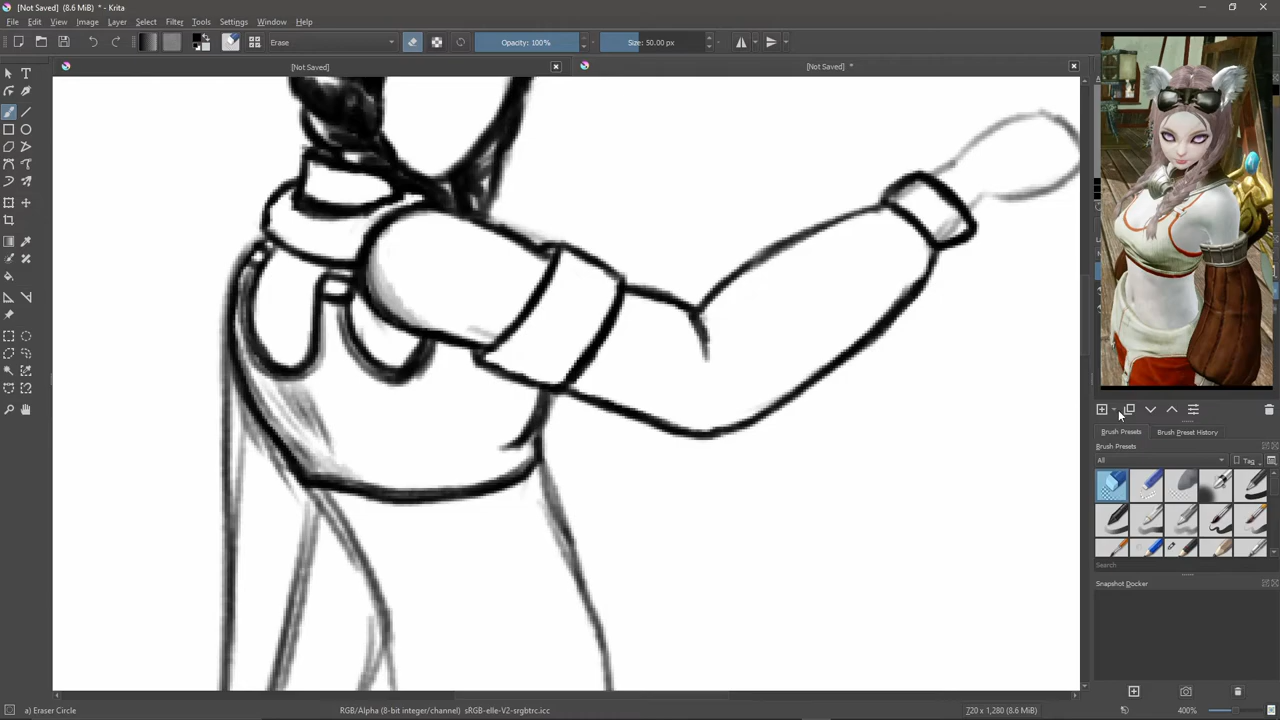 [Not Saved] (8.6 MiB) * - Krita
File Edit View Image Layer Select Filter Tools Settings Window Help
Erase
Opacity: 100%
Size: 50.00 px
[Not Saved]
[Not Saved] *
Brush Presets
Brush Preset History
Brush Presets
All
Tag
Search
Snapshot Docker
a) Eraser Circle
RGB/Alpha (8-bit integer/channel) sRGB-elle-V2-srgbtrc.icc
720 x 1,280 (8.6 MiB)
400%